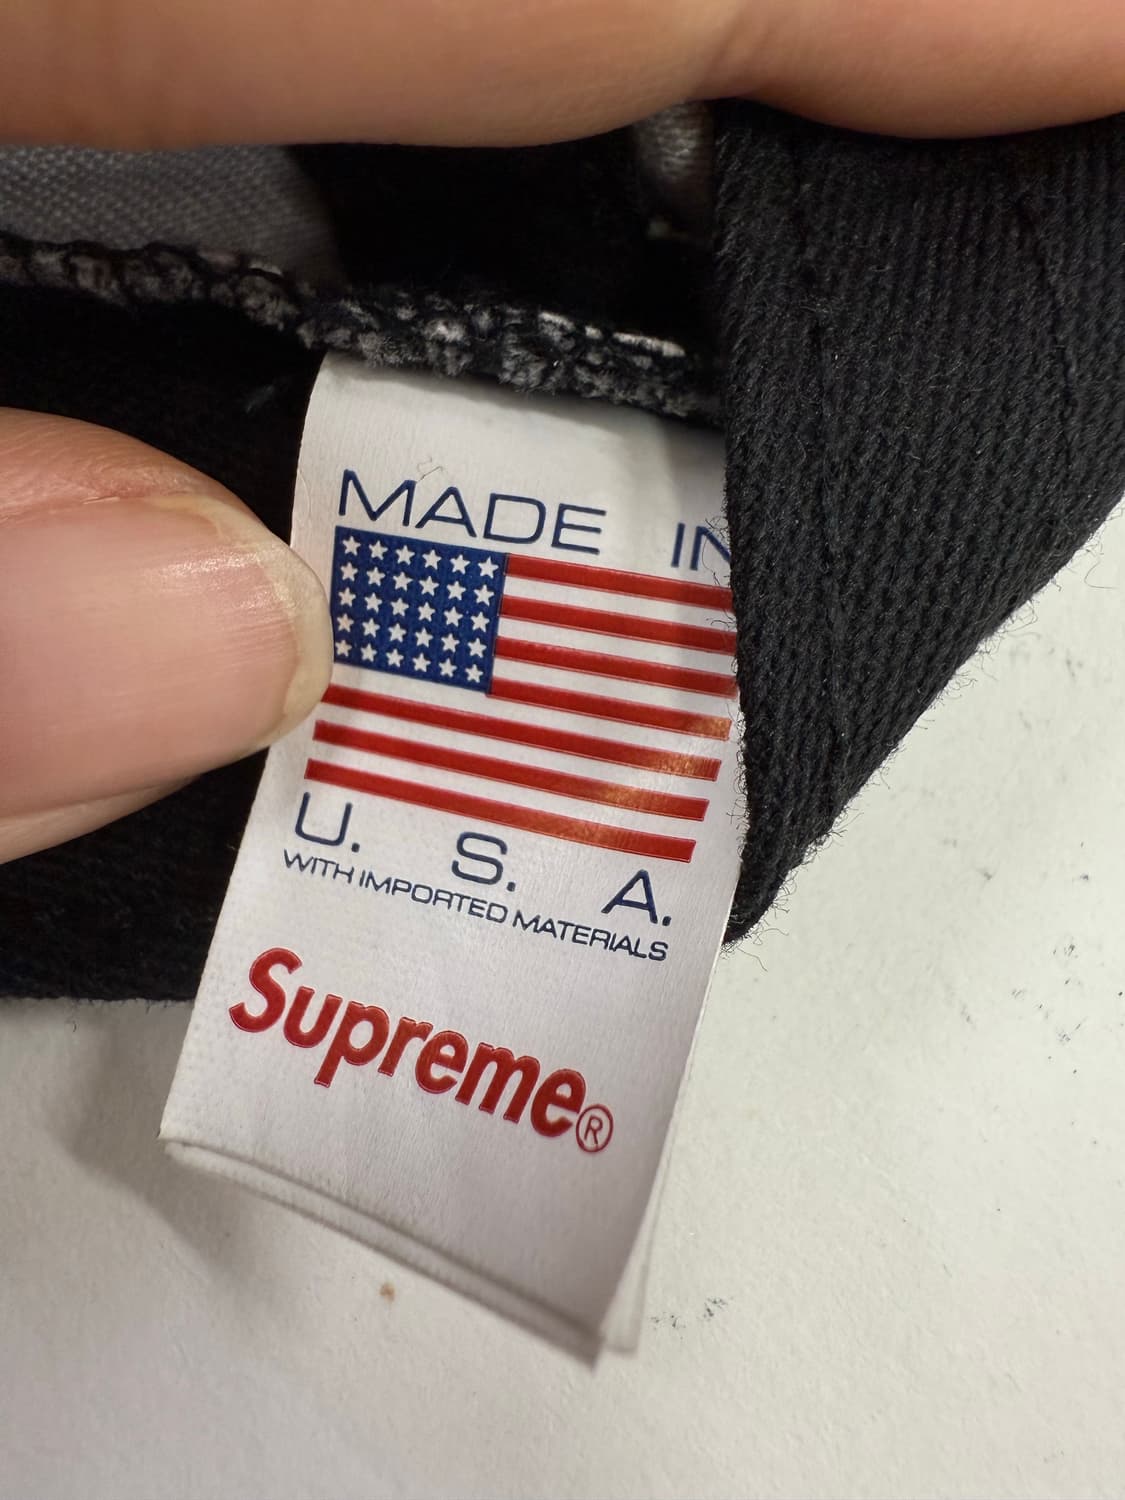 MADE IN
U. S. A.
WITH IMPORTED MATERIALS
Supreme®